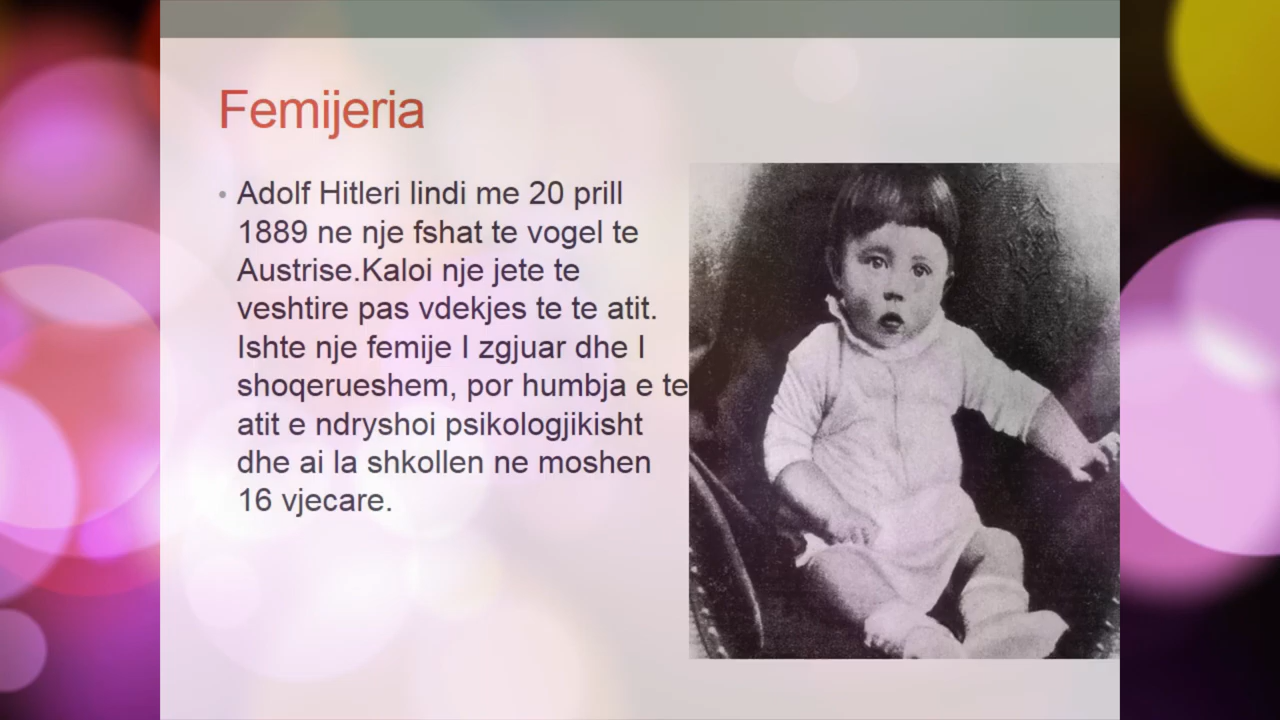 Femijeria
• Adolf Hitleri lindi me 20 prill
1889 ne nje fshat te vogel te
Austrise.Kaloi nje jete te
veshtire pas vdekjes te te atit.
Ishte nje femije I zgjuar dhe I
shoqerueshem, por humbja e te
atit e ndryshoi psikologjikisht
dhe ai la shkollen ne moshen
16 vjecare.